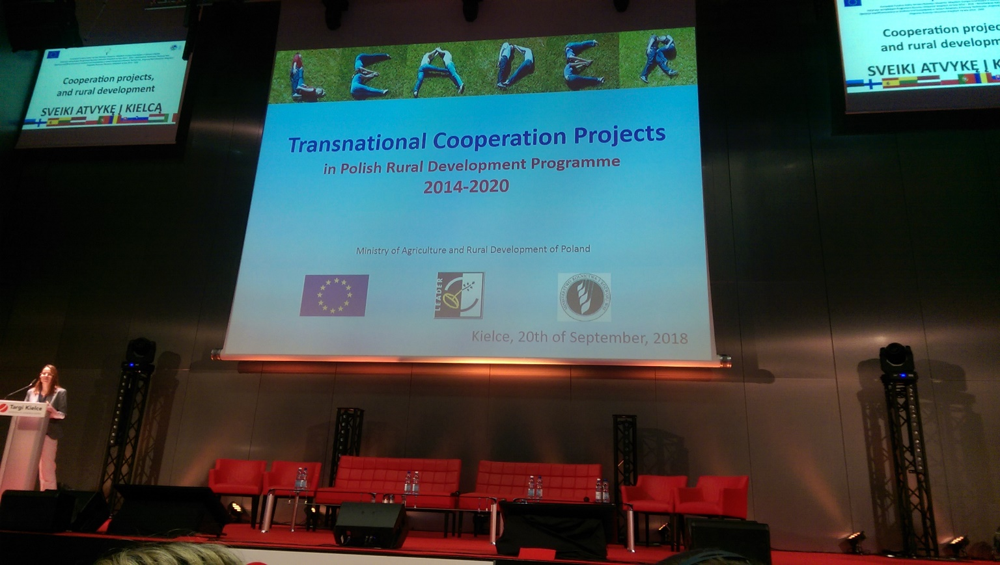 Cooperation projects,
and rural development
SVEIKI ATVYKĘ Į KIELCĄ
LEADER
Transnational Cooperation Projects
in Polish Rural Development Programme
2014-2020
Ministry of Agriculture and Rural Development of Poland
LEADER
Kielce, 20th of September, 2018
Cooperation projec
and rural developm
SVEIKI ATVYKĘ Į K
Targi Kielce